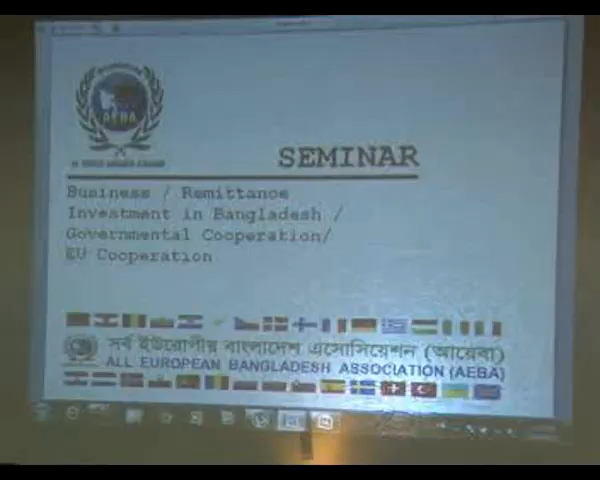 AEBA
SEMINAR
Business / Remittance
Investment in Bangladesh /
Governmental Cooperation/
EU Cooperation
সর্ব ইউরোপীয় বাংলাদেশ এসোসিয়েশন (আয়েবা)
ALL EUROPEAN BANGLADESH ASSOCIATION (AEBA)